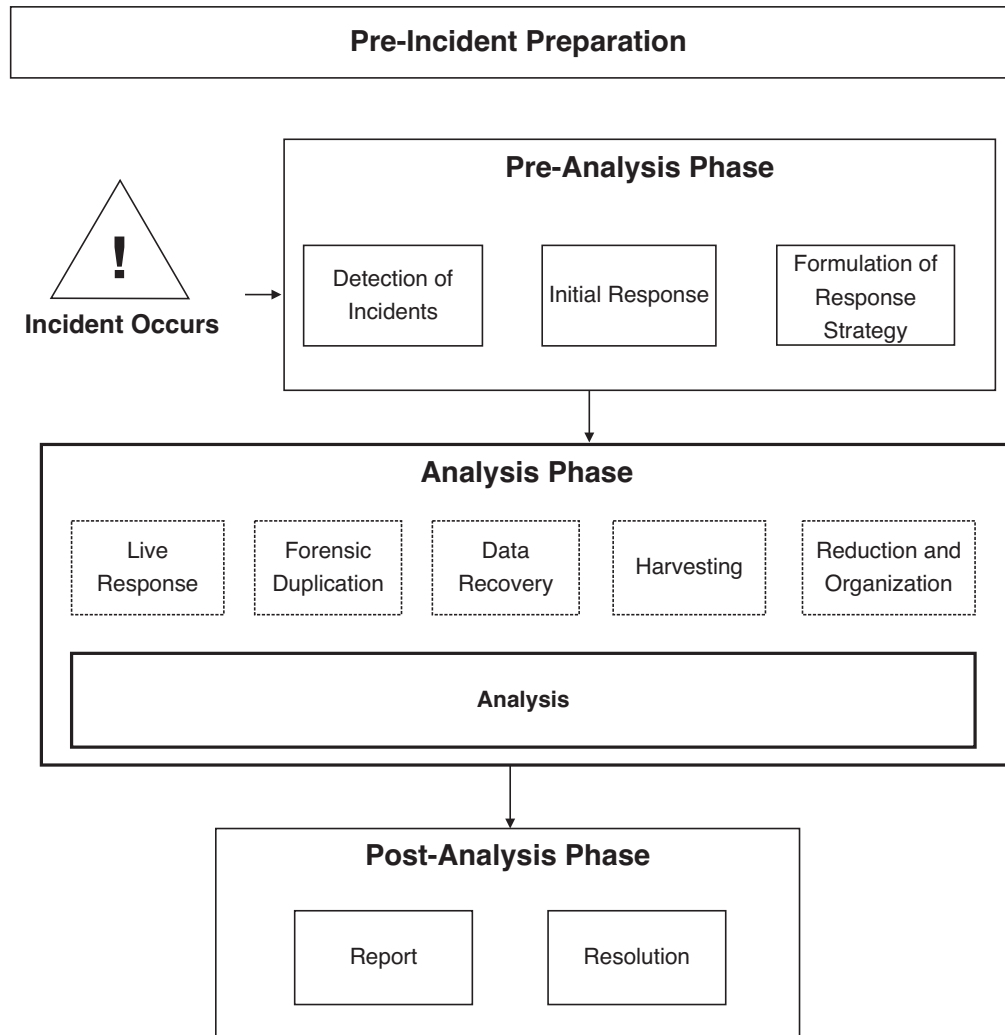 Pre-Incident Preparation
Pre-Analysis Phase
!
Incident Occurs
Detection of
Incidents
Initial Response
Formulation of
Response
Strategy
Analysis Phase
Live
Response
Forensic
Duplication
Data
Recovery
Harvesting
Reduction and
Organization
Analysis
Post-Analysis Phase
Report
Resolution